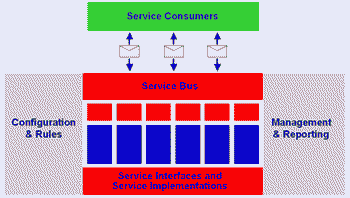 Service Consumers
Service Bus
Configuration
& Rules
Management
& Reporting
Service Interfaces and
Service Implementations